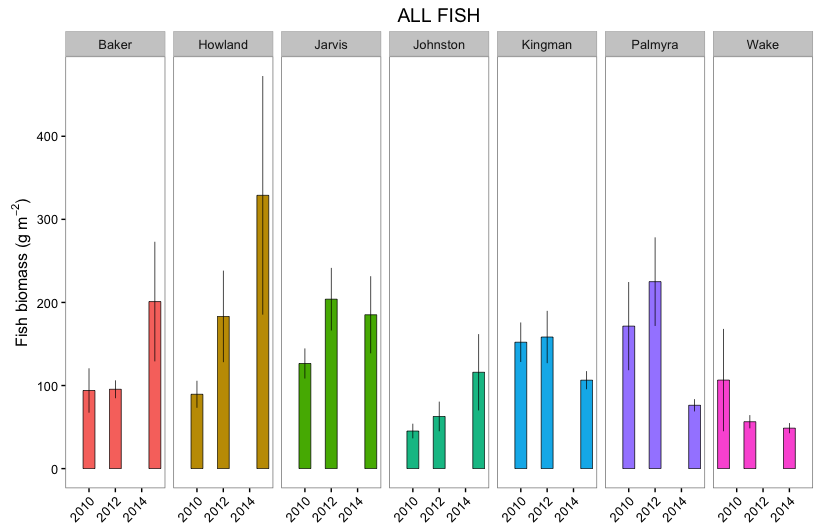 ALL FISH
Baker Howland Jarvis Johnston Kingman Palmyra Wake
Fish biomass (g m⁻²)
400
300
200
100
0
2010 2012 2014 2010 2012 2014 2010 2012 2014 2010 2012 2014 2010 2012 2014 2010 2012 2014 2010 2012 2014